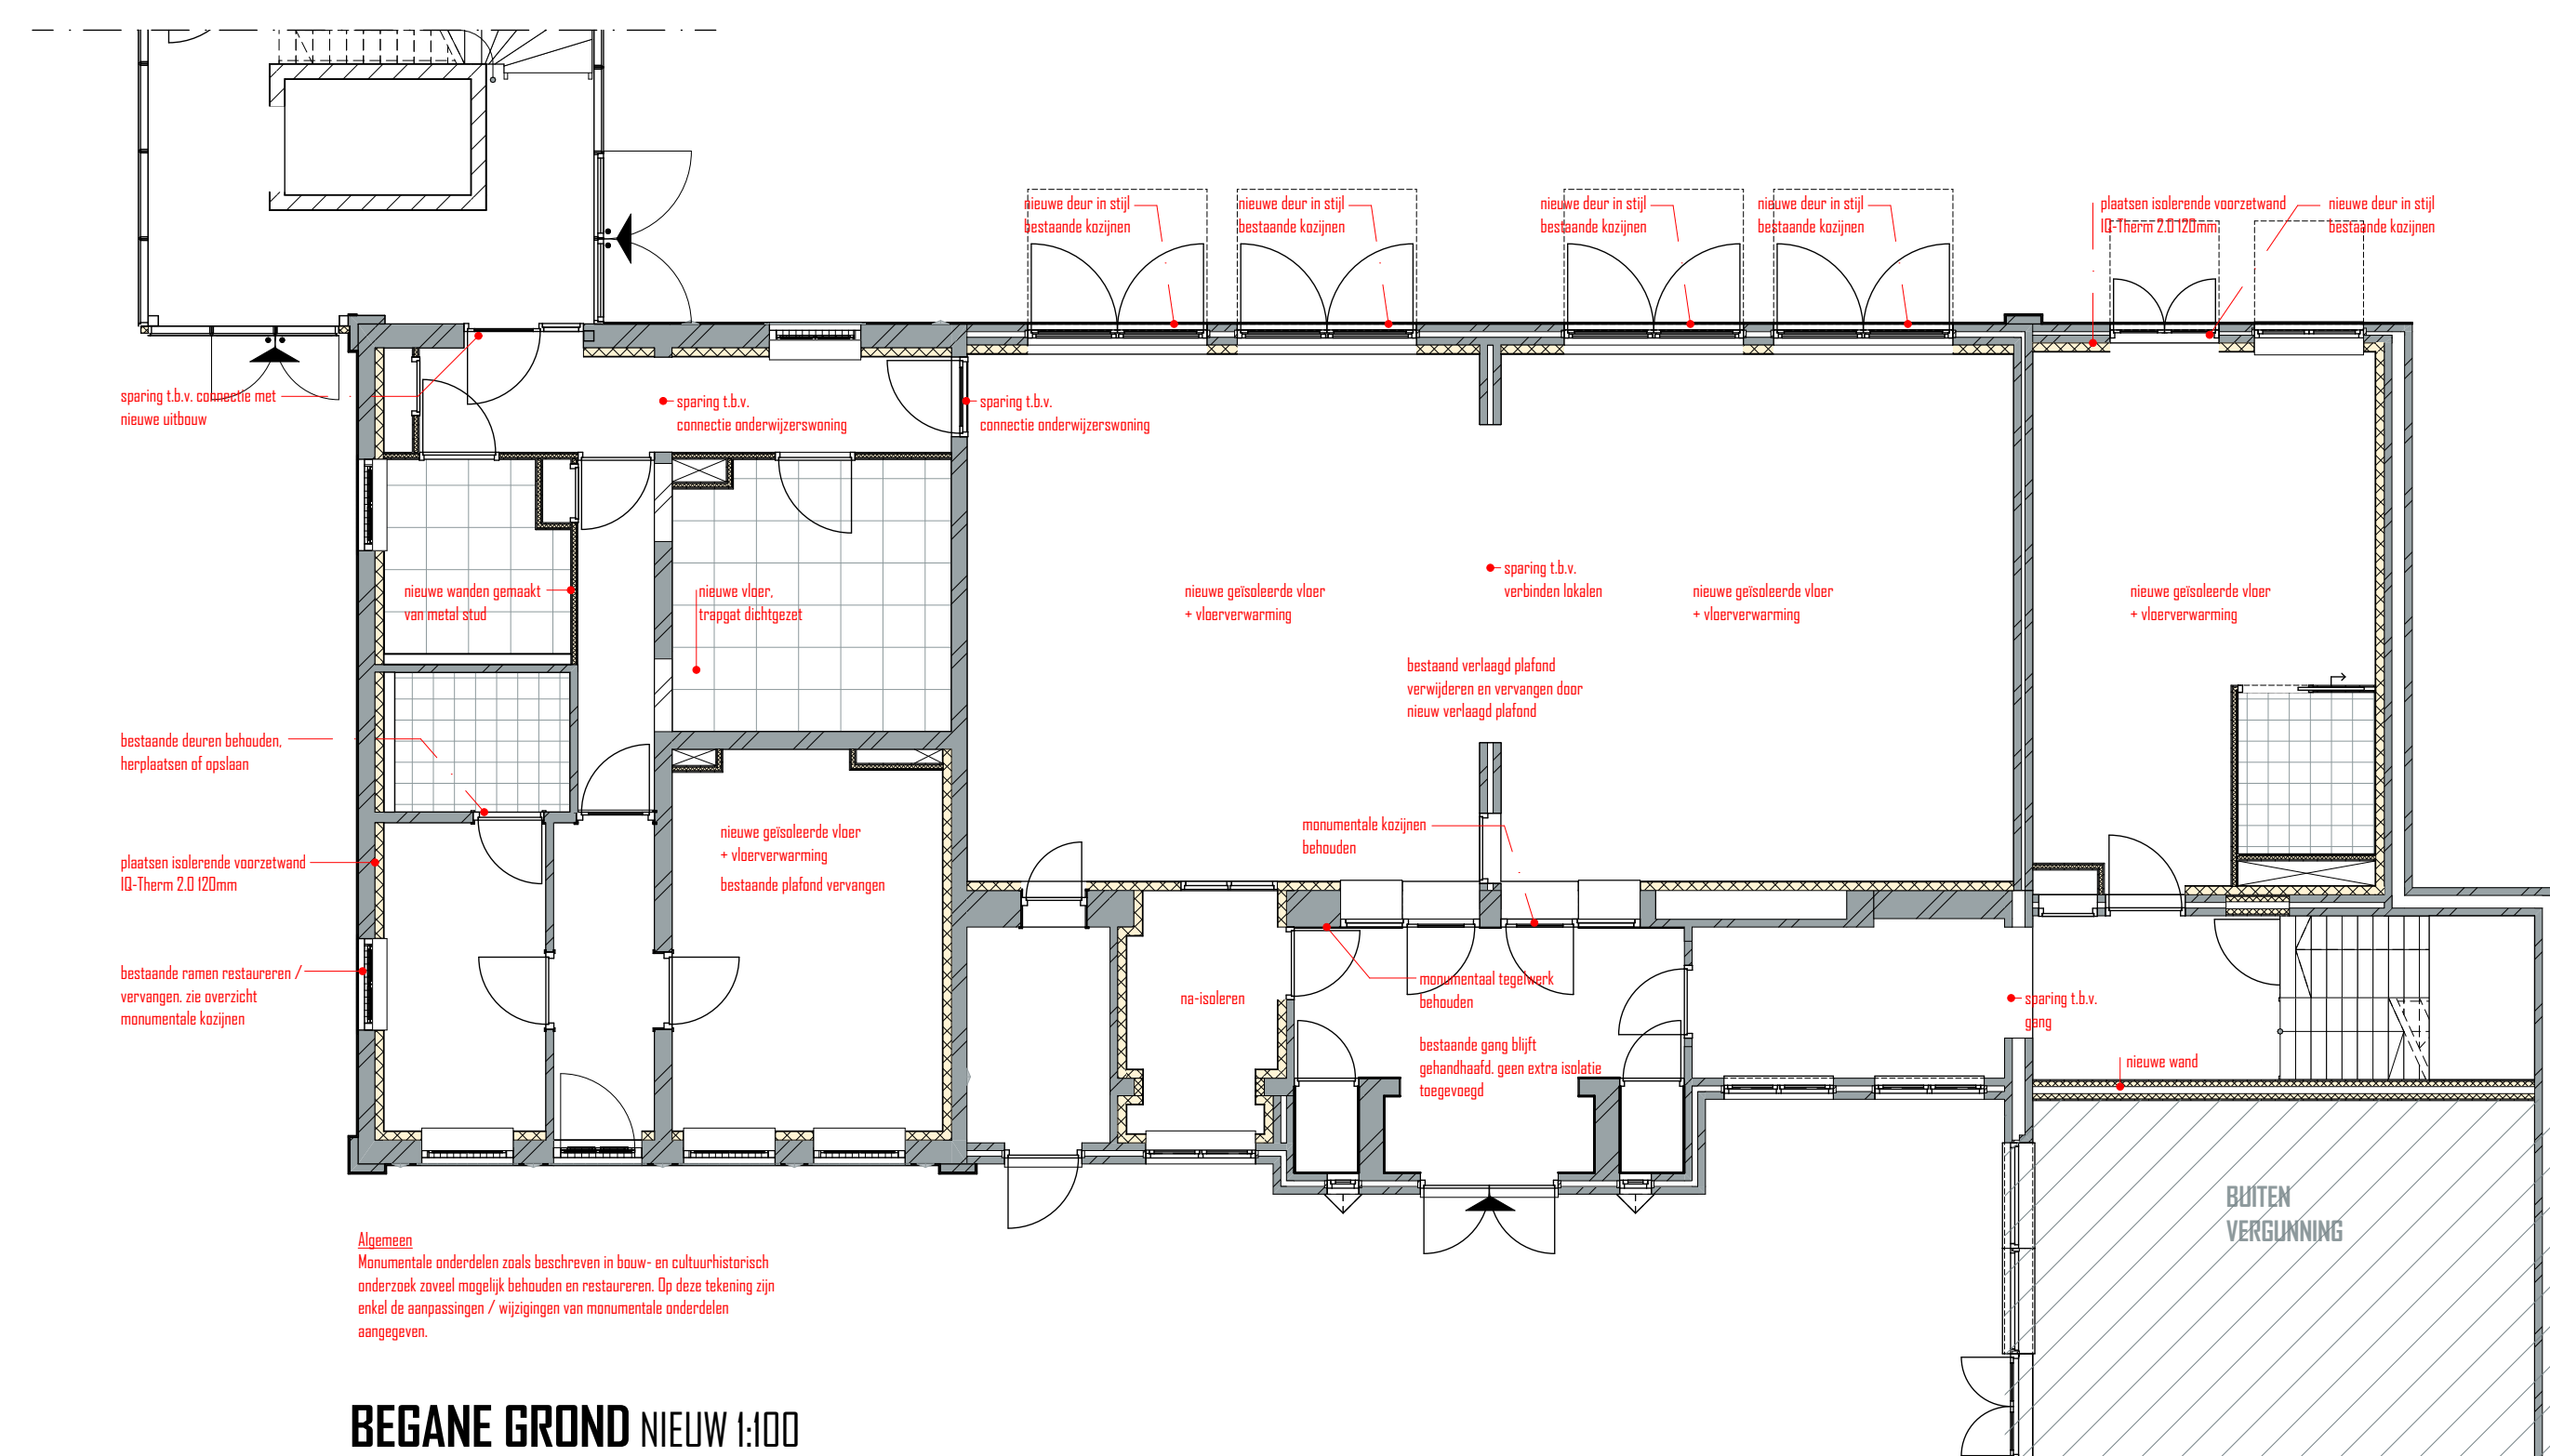 nieuwe deur in stijl
bestaande kozijnen
nieuwe deur in stijl
bestaande kozijnen
nieuwe deur in stijl
bestaande kozijnen
nieuwe deur in stijl
bestaande kozijnen
plaatsen isolerende voorzetwand
IQ-Therm 2.0 120mm
nieuwe deur in stijl
bestaande kozijnen
sparing t.b.v. connectie met
nieuwe uitbouw
sparing t.b.v.
connectie onderwijzerswoning
sparing t.b.v.
connectie onderwijzerswoning
nieuwe wanden gemaakt
van metal stud
nieuwe vloer,
trapgat dichtgezet
nieuwe geïsoleerde vloer
+ vloerverwarming
sparing t.b.v.
verbinden lokalen
nieuwe geïsoleerde vloer
+ vloerverwarming
nieuwe geïsoleerde vloer
+ vloerverwarming
bestaand verlaagd plafond
verwijderen en vervangen door
nieuw verlaagd plafond
bestaande deuren behouden,
herplaatsen of opslaan
plaatsen isolerende voorzetwand
IQ-Therm 2.0 120mm
nieuwe geïsoleerde vloer
+ vloerverwarming
bestaande plafond vervangen
monumentale kozijnen
behouden
bestaande ramen restaureren /
vervangen. zie overzicht
monumentale kozijnen
na-isoleren
monumentaal tegelwerk
behouden
bestaande gang blijft
gehandhaafd. geen extra isolatie
toegevoegd
sparing t.b.v.
gang
nieuwe wand
BUITEN
VERGUNNING
Algemeen
Monumentale onderdelen zoals beschreven in bouw- en cultuurhistorisch
onderzoek zoveel mogelijk behouden en restaureren. Op deze tekening zijn
enkel de aanpassingen / wijzigingen van monumentale onderdelen
aangegeven.
BEGANE GROND NIEUW 1:100